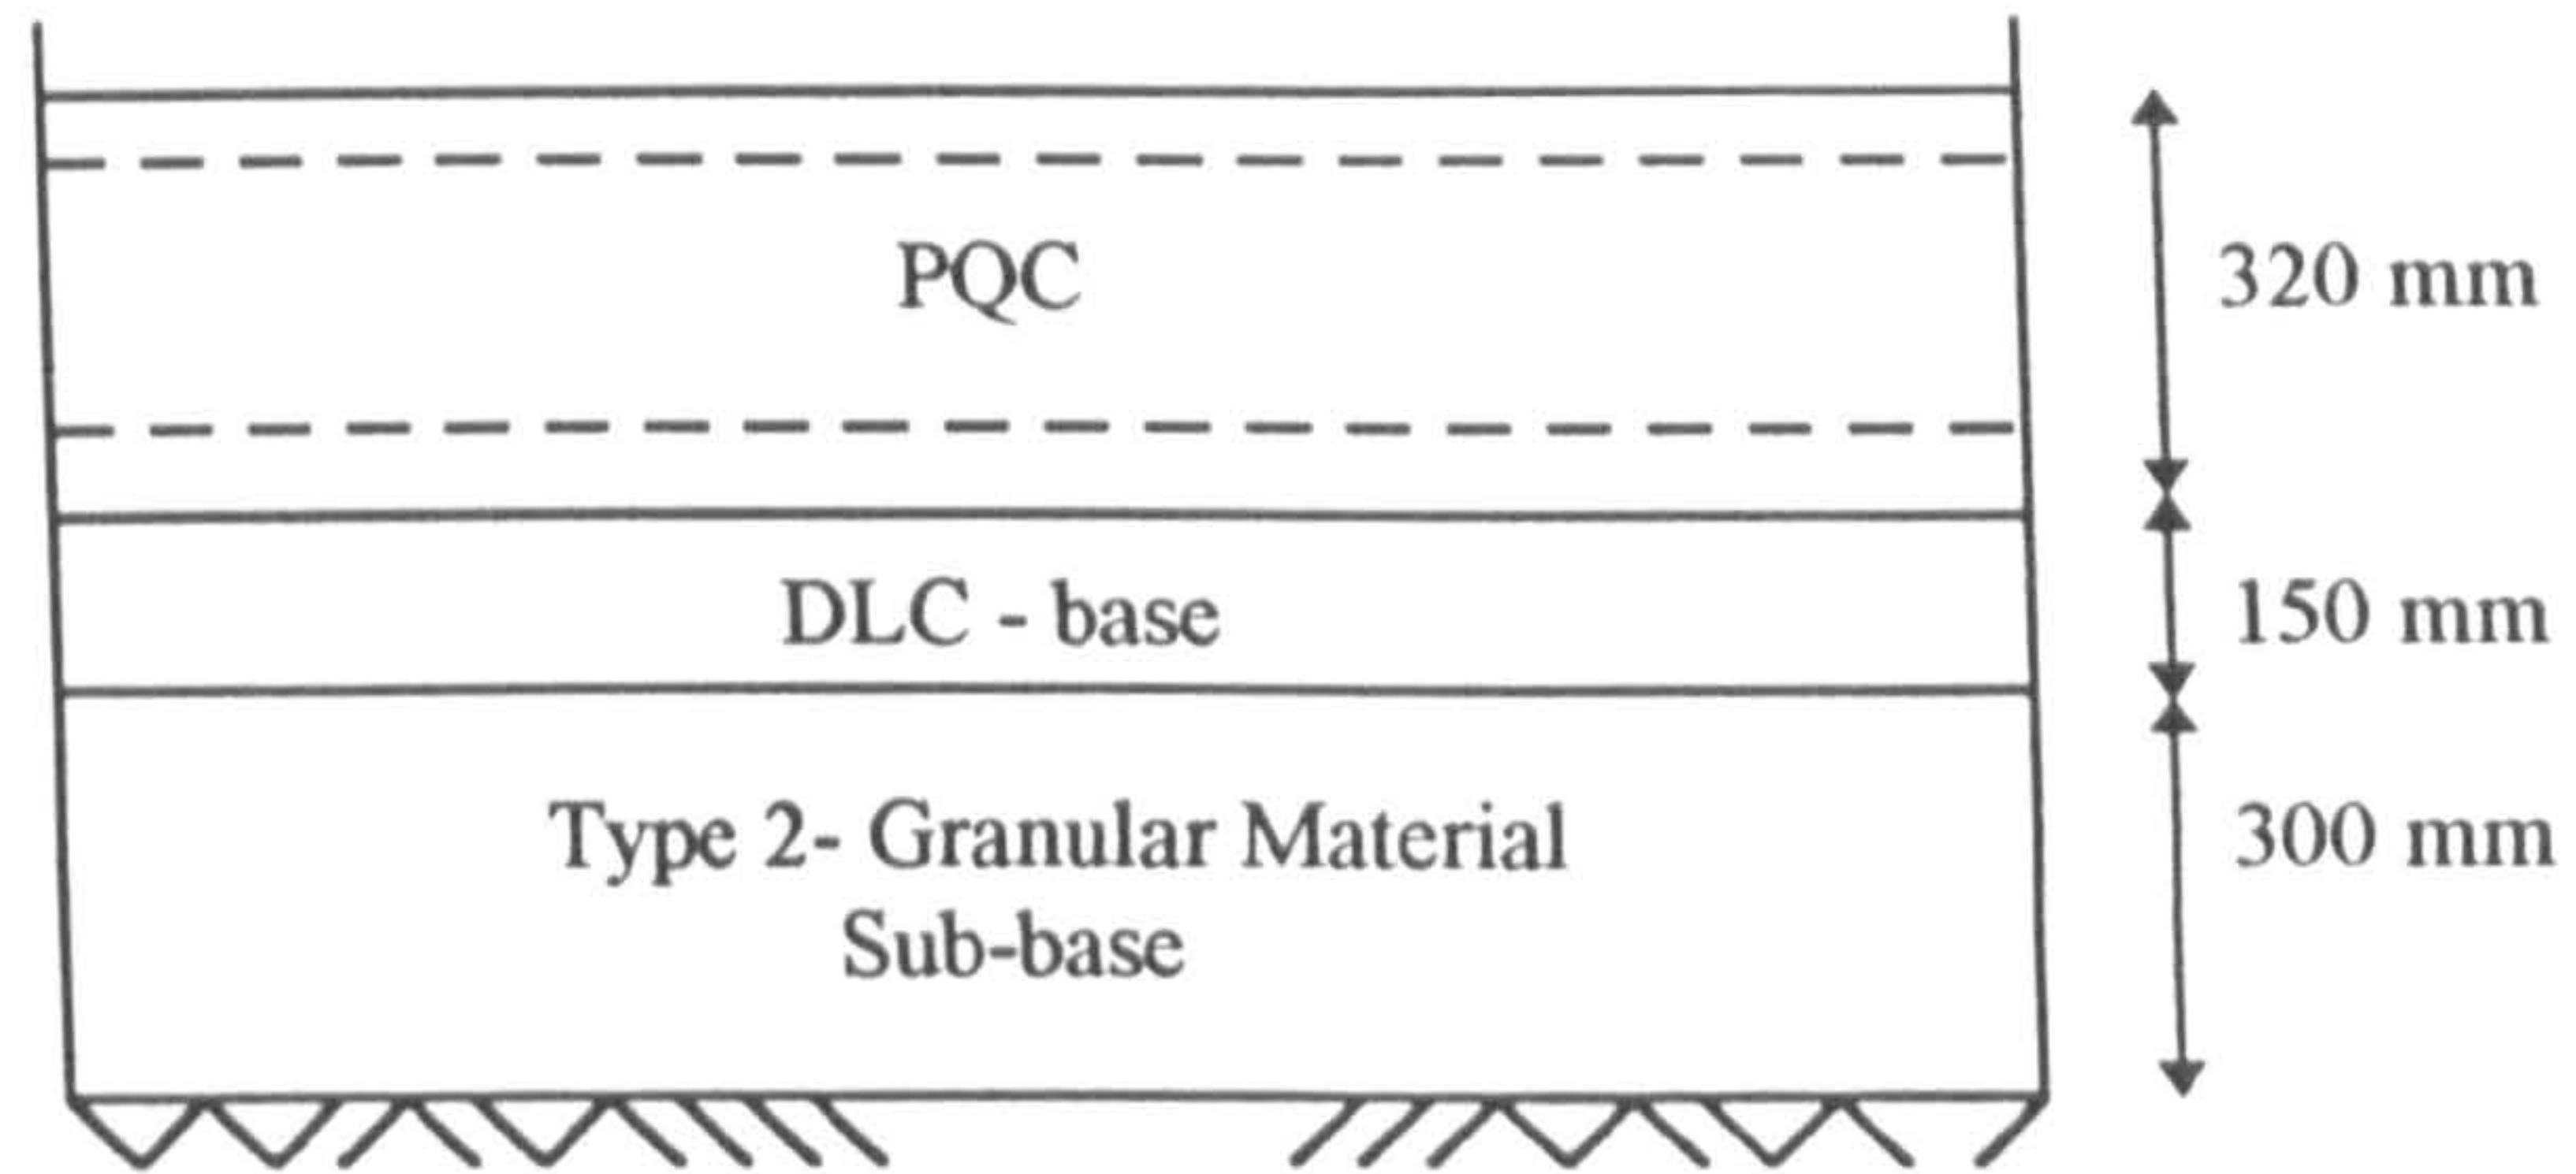 PQC
320 mm
DLC - base
150 mm
Type 2- Granular Material
Sub-base
300 mm